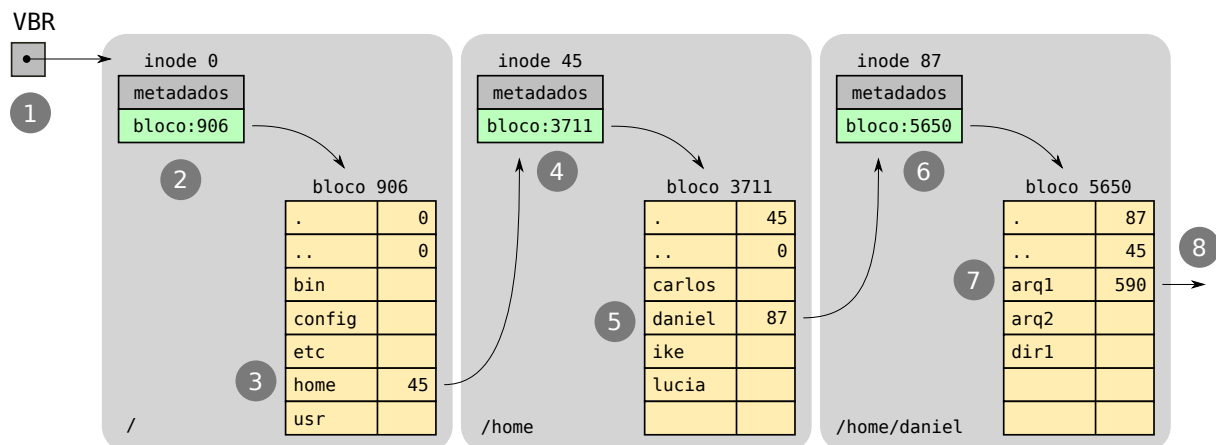 VBR
1
inode 0
metadados
bloco:906
2
bloco 906
. 0
.. 0
bin
config
etc
3 home 45
usr
/
inode 45
metadados
bloco:3711
4
bloco 3711
. 45
.. 0
carlos
5 daniel 87
ike
lucia
/home
inode 87
metadados
bloco:5650
6
bloco 5650
. 87
.. 45
7 arq1 590
8
arq2
dir1
/home/daniel